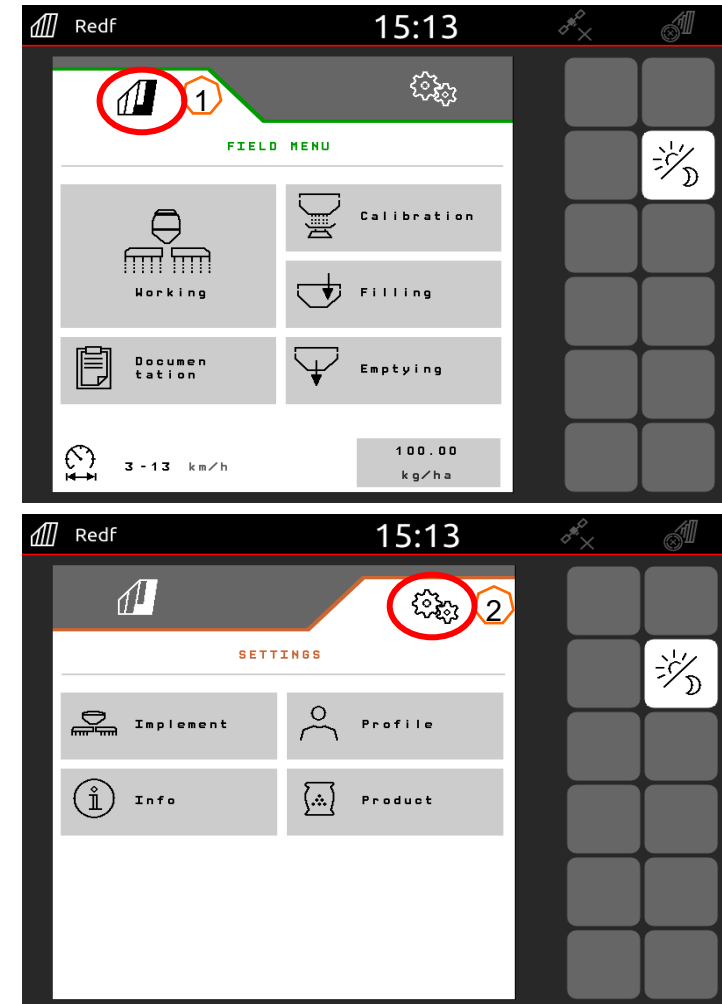 Redf
15:13
1
FIELD MENU
Calibration
Working
Filling
Documen
tation
Emptying
3-13 km/h
100.00
kg/ha
Redf
15:13
2
SETTINGS
Implement
Profile
Info
Product